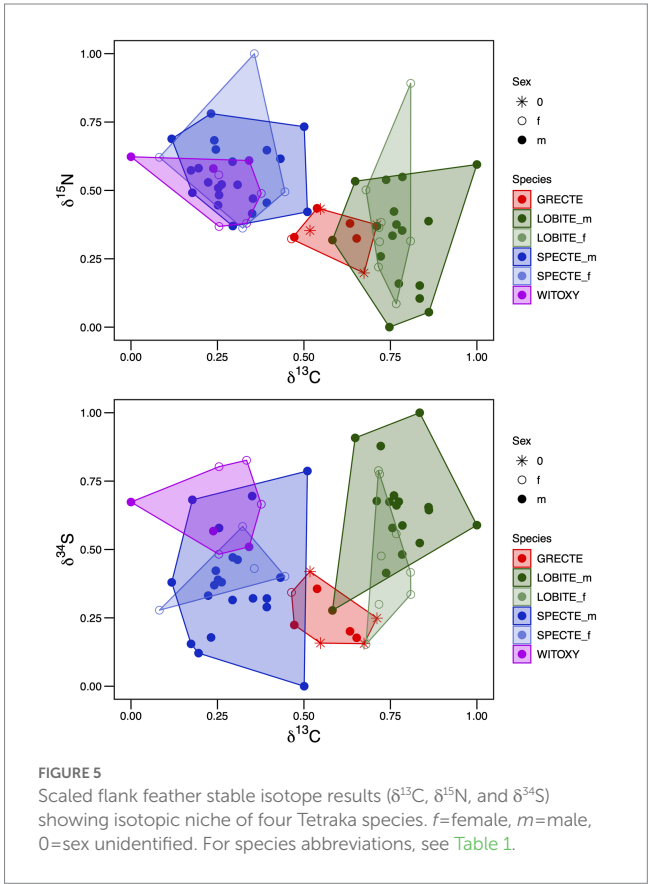 1.00
0.75
0.50
0.25
0.00
δ15N
0.00
0.25
0.50
0.75
1.00
δ13C
Sex
0
f
m
Species
GRECTE
LOBITE_m
LOBITE_f
SPECTE_m
SPECTE_f
WITOXY
1.00
0.75
0.50
0.25
0.00
δ34S
0.00
0.25
0.50
0.75
1.00
δ13C
Sex
0
f
m
Species
GRECTE
LOBITE_m
LOBITE_f
SPECTE_m
SPECTE_f
WITOXY
FIGURE 5
Scaled flank feather stable isotope results (δ13C, δ15N, and δ34S)
showing isotopic niche of four Tetraka species. f=female, m=male,
0=sex unidentified. For species abbreviations, see Table 1.